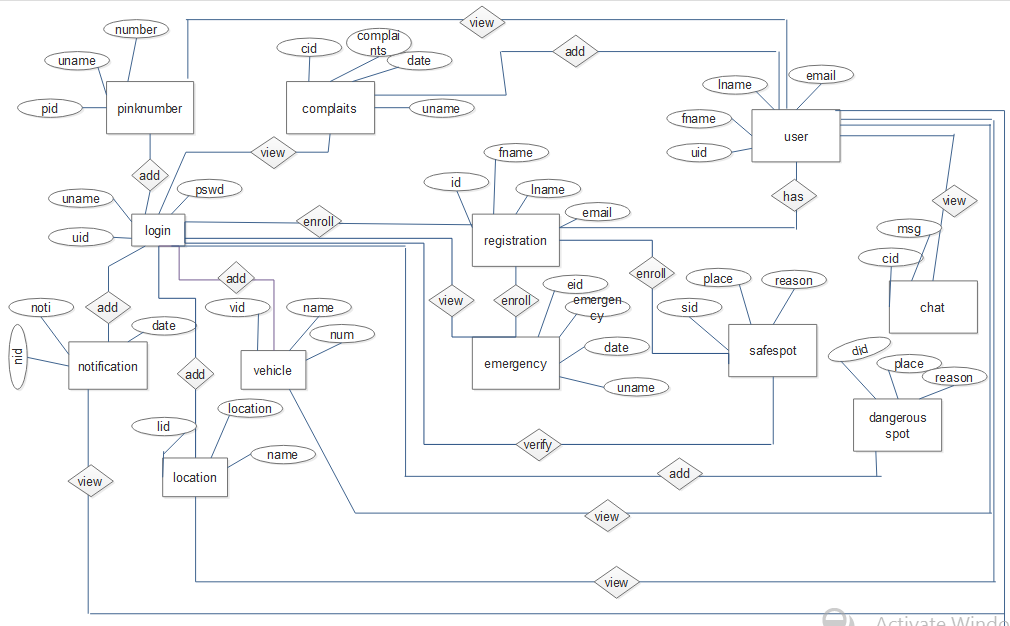 view
number
complai
nts
cid
add
uname
date
email
lname
pid
pinknumber
complaits
uname
fname
user
view
fname
uid
add
id
pswd
lname
has
uname
view
email
enroll
msg
login
uid
registration
cid
enroll
add
place
reason
eid
view
enroll
emergen
cy
noti
add
vid
name
sid
chat
date
num
date
safespot
did
nid
notification
vehicle
emergency
place
add
reason
uname
location
dangerous
spot
lid
verify
name
location
add
view
view
view
Activate Windo